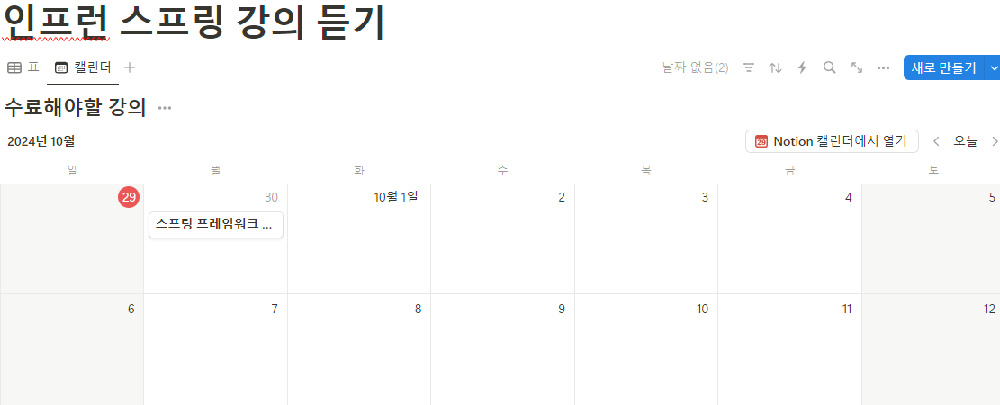 인프런 스프링 강의 듣기
표 캘린더 날짜 없음(2) 새로 만들기
수료해야할 강의
2024년 10월 29 Notion 캘린더에서 열기 오늘
일 월 화 수 목 금 토
29 30 10월 1일 2 3 4 5
스프링 프레임워크 ...
6 7 8 9 10 11 12